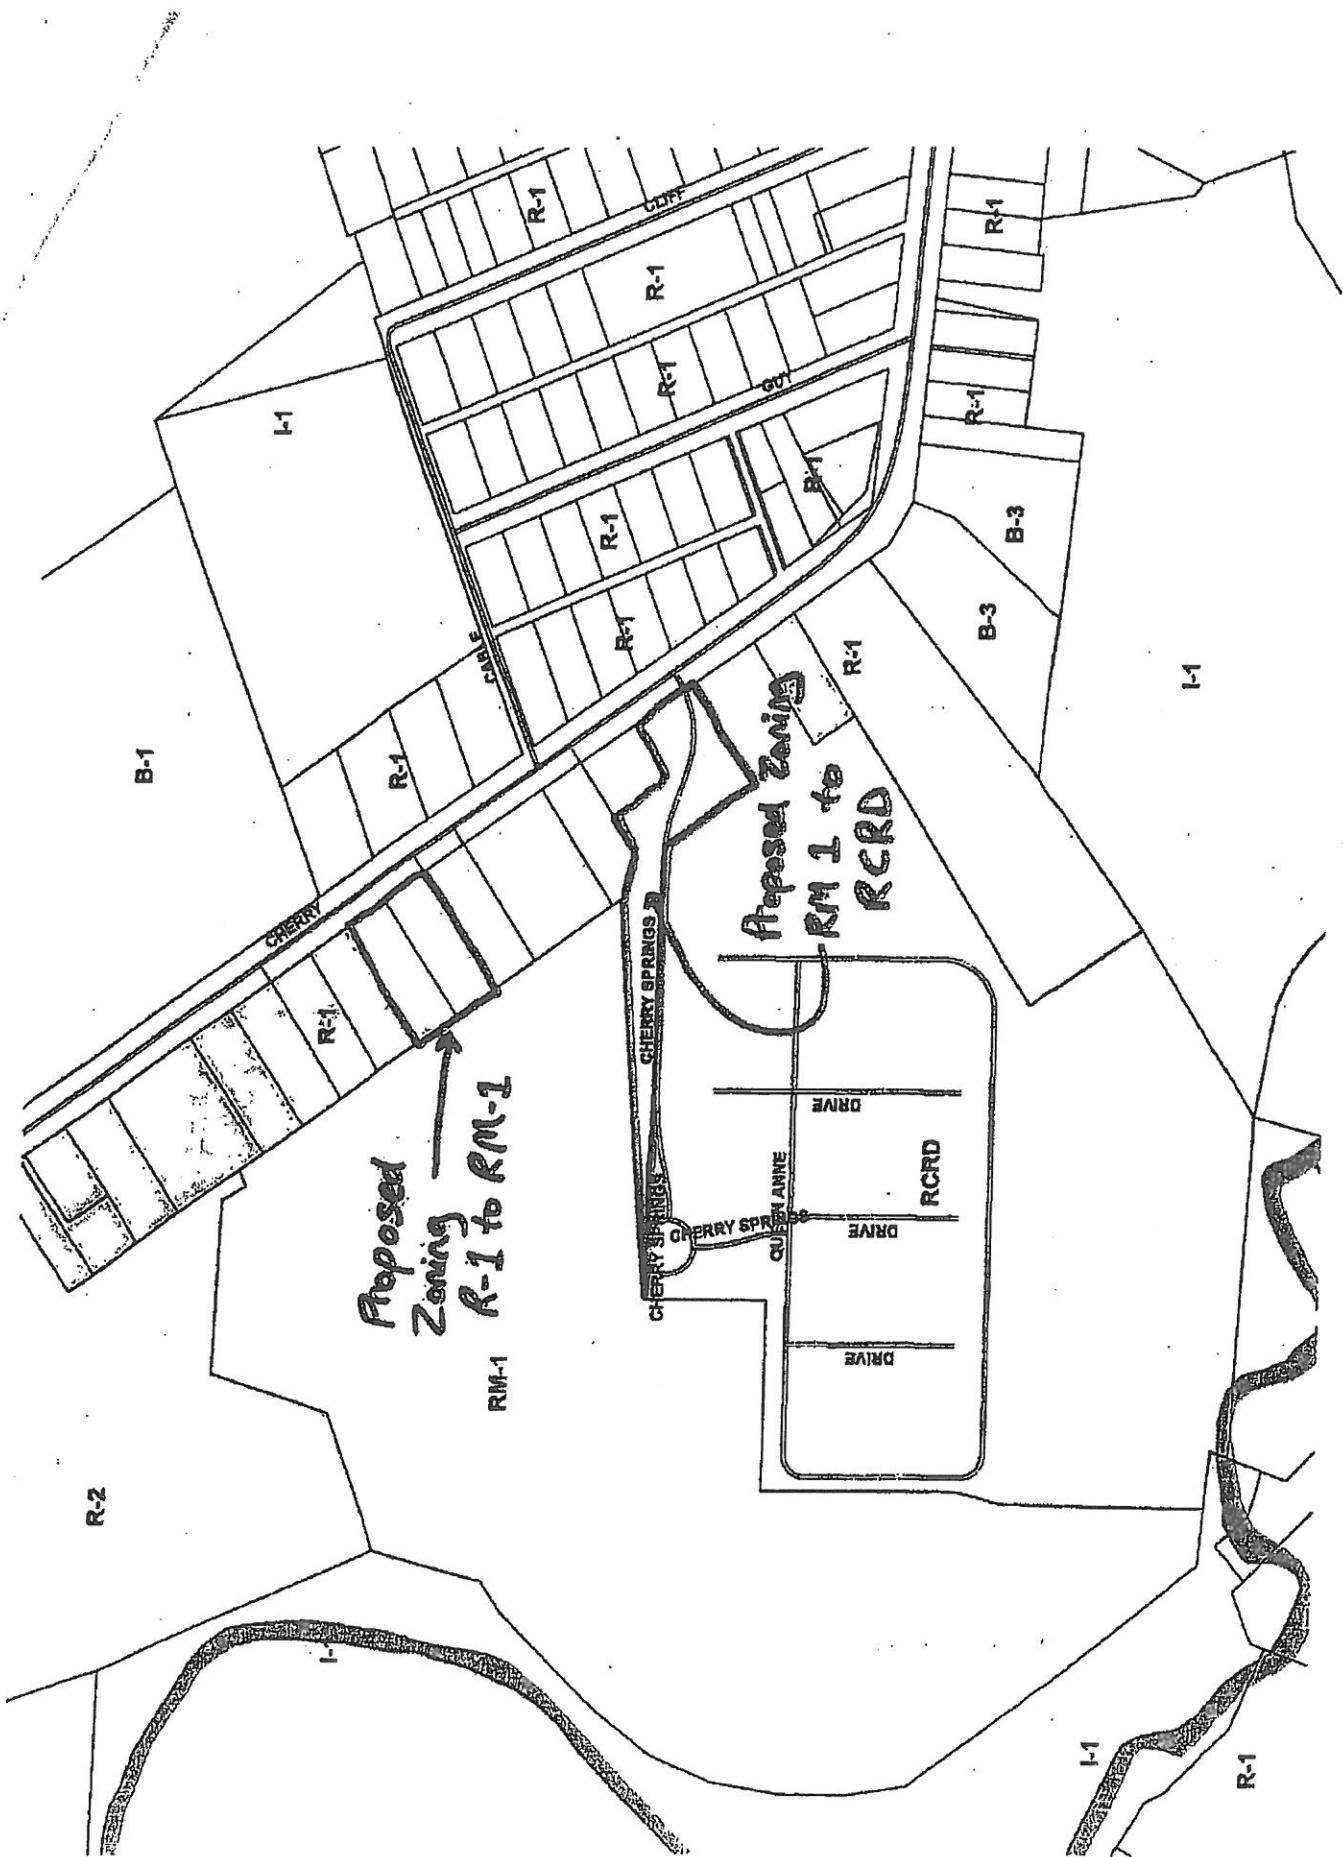 R-1
CLIFF
R-1
R-1
I-1
R-1
GUY
R-1
R-1
R-1
B-3
B-3
R-1
R-1
CABLE
R-1
I-1
B-1
R-1
CHERRY
R-1
Proposed Zoning
RM 1 to
RCRD
CHERRY SPRINGS
Proposed
Zoning
R-1 to RM-1
RM-1
DRIVE
RCRD
QUEEN ANNE
DRIVE
CHERRY SPRINGS
CHERRY SPRINGS
DRIVE
R-2
I-1
R-1